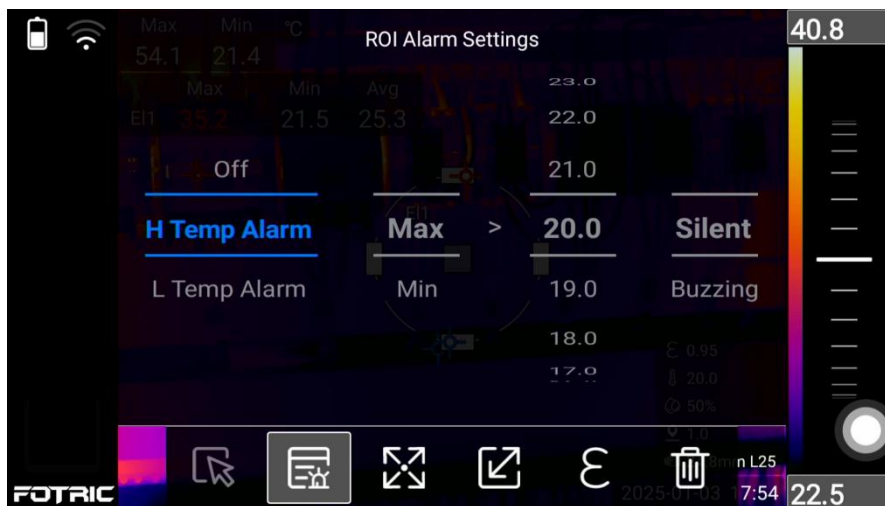 Max Min °C
54.1 21.4
ROI Alarm Settings
40.8
Max Min Avg
El1 35.2 21.5 25.3
23.0
22.0
Off 21.0
H Temp Alarm Max > 20.0 Silent
El1
L Temp Alarm Min 19.0 Buzzing
18.0
17.0
ε 0.95
20.0
50%
1.0
n L25
FOTRIC
2025-01-03 17:54
22.5